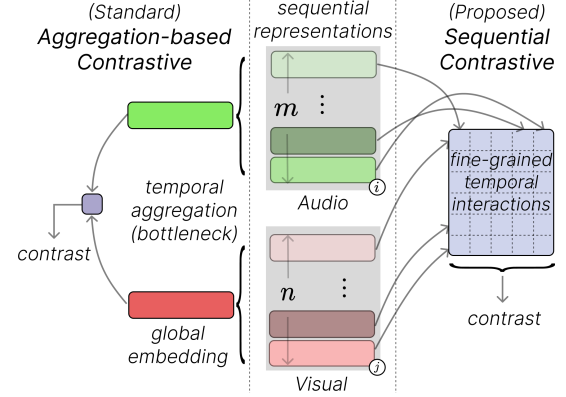 (Standard)
Aggregation-based
Contrastive
temporal
aggregation
(bottleneck)
contrast
global
embedding
sequential
representations
m
i
Audio
n
j
Visual
(Proposed)
Sequential
Contrastive
fine-grained
temporal
interactions
contrast